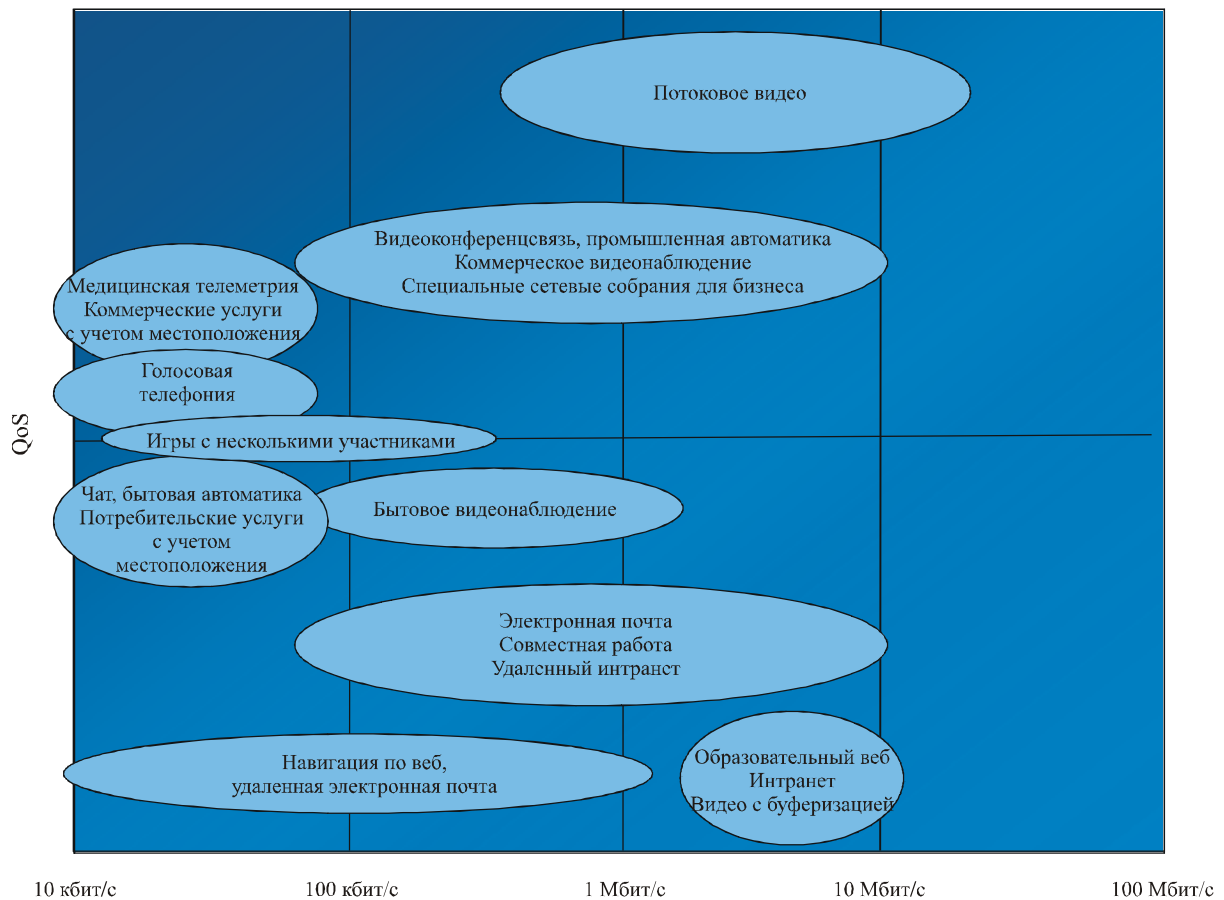 Потоковое видео
Видеоконференцсвязь, промышленная автоматика
Коммерческое видеонаблюдение
Специальные сетевые собрания для бизнеса
Медицинская телеметрия
Коммерческие услуги
с учетом местоположения
Голосовая
телефония
QoS
Игры с несколькими участниками
Чат, бытовая автоматика
Потребительские услуги
с учетом
местоположения
Бытовое видеонаблюдение
Электронная почта
Совместная работа
Удаленный интранет
Навигация по веб,
удаленная электронная почта
Образовательный веб
Интранет
Видео с буферизацией
10 кбит/с
100 кбит/с
1 Мбит/с
10 Мбит/с
100 Мбит/с